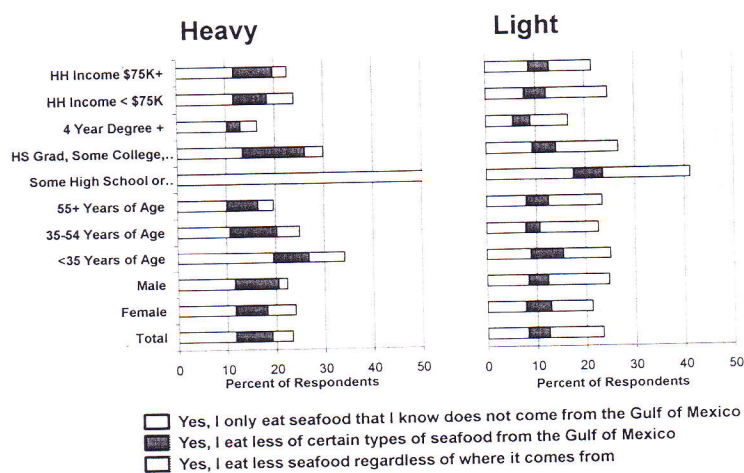 Heavy
Light
HH Income $75K+
HH Income < $75K
4 Year Degree +
HS Grad, Some College,..
Some High School or..
55+ Years of Age
35-54 Years of Age
<35 Years of Age
Male
Female
Total
0 10 20 30 40 50
0 10 20 30 40 50
Percent of Respondents
Percent of Respondents
Yes, I only eat seafood that I know does not come from the Gulf of Mexico
Yes, I eat less of certain types of seafood from the Gulf of Mexico
Yes, I eat less seafood regardless of where it comes from